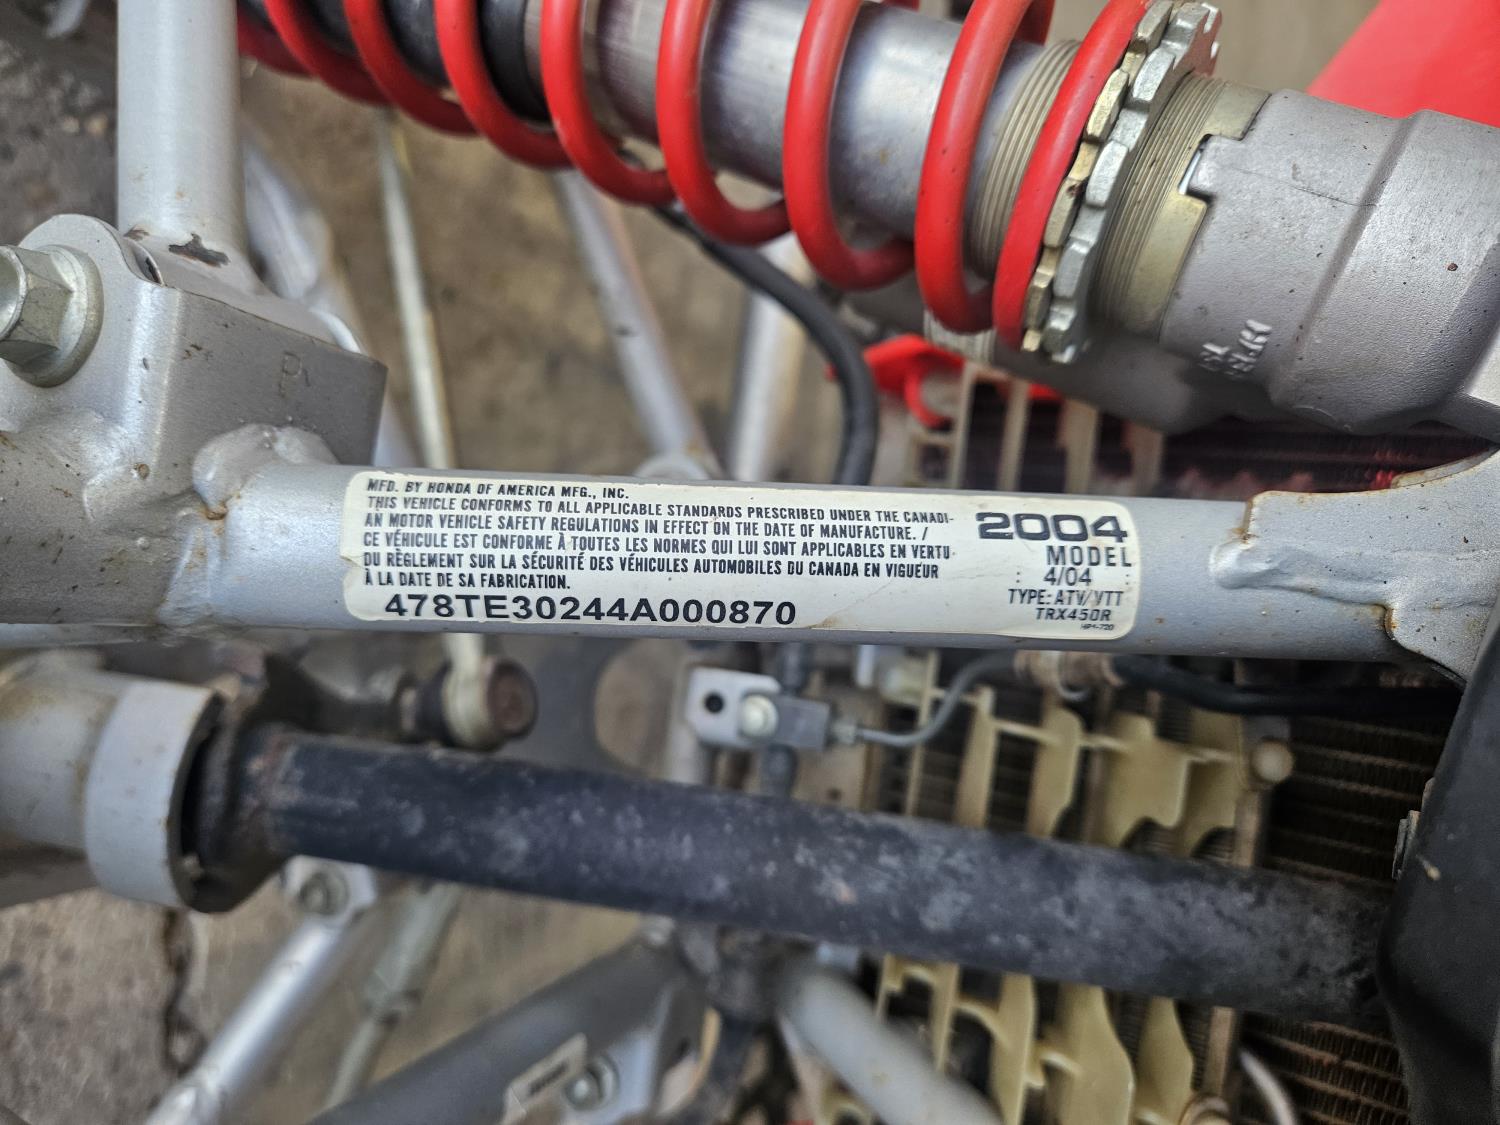 MFD. BY HONDA OF AMERICA MFG., INC.
THIS VEHICLE CONFORMS TO ALL APPLICABLE STANDARDS PRESCRIBED UNDER THE CANADI-
AN MOTOR VEHICLE SAFETY REGULATIONS IN EFFECT ON THE DATE OF MANUFACTURE. /
CE VÉHICULE EST CONFORME À TOUTES LES NORMES QUI LUI SONT APPLICABLES EN VERTU
DU RÈGLEMENT SUR LA SÉCURITÉ DES VÉHICULES AUTOMOBILES DU CANADA EN VIGUEUR
À LA DATE DE SA FABRICATION.
478TE30244A000870
2004
MODEL
: 4/04 :
TYPE: ATV/VTT
TRX450R
HP1-720
P